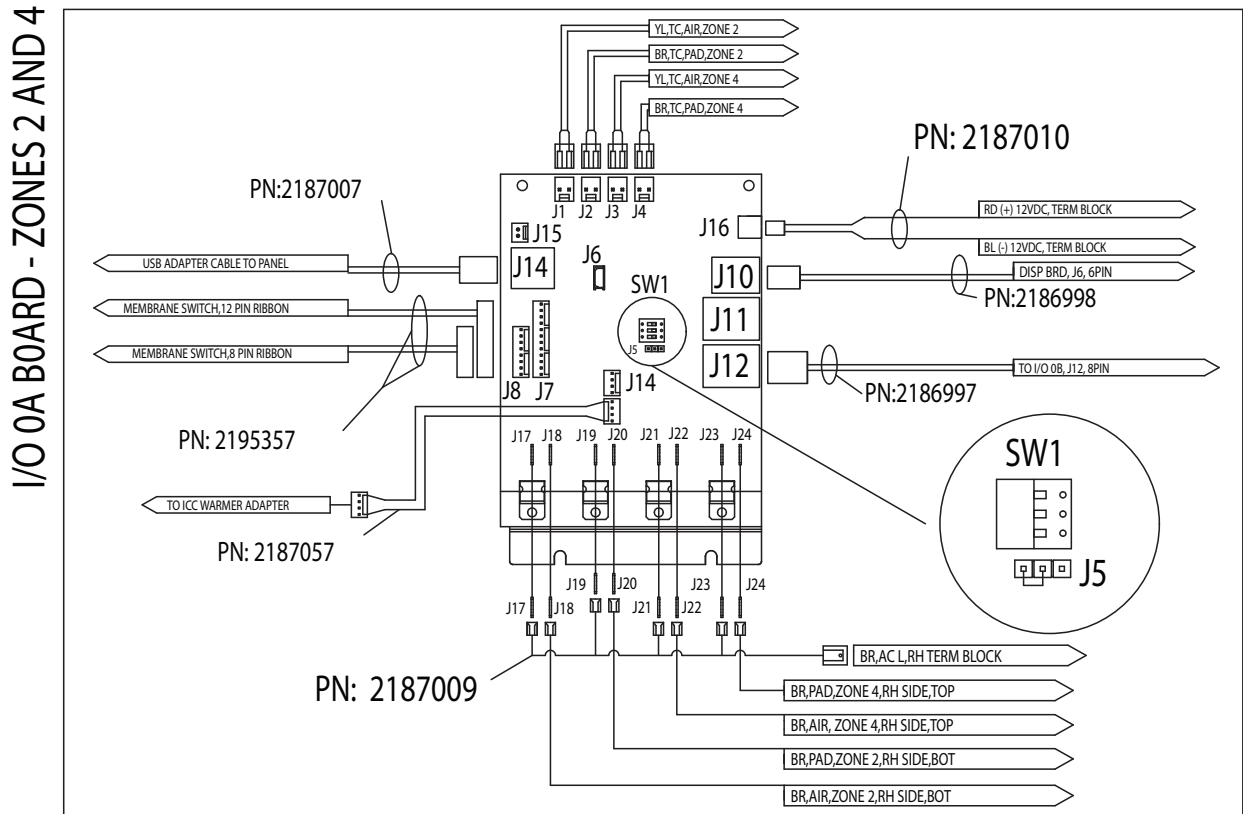 I/O 0A BOARD - ZONES 2 AND 4
YL,TC,AIR,ZONE 2
BR,TC,PAD,ZONE 2
YL,TC,AIR,ZONE 4
BR,TC,PAD,ZONE 4
PN: 2187010
PN:2187007
J1 J2 J3 J4
RD (+) 12VDC, TERM BLOCK
J15
J16
BL (-) 12VDC, TERM BLOCK
USB ADAPTER CABLE TO PANEL
J14
J6
J10
DISP BRD, J6, 6PIN
SW1
PN:2186998
MEMBRANE SWITCH,12 PIN RIBBON
J11
J5
MEMBRANE SWITCH,8 PIN RIBBON
J12
TO I/O 0B, J12, 8PIN
J8 J7
J14
PN:2186997
PN: 2195357
J17 J18 J19 J20 J21 J22 J23 J24
SW1
TO ICC WARMER ADAPTER
PN: 2187057
J5
J19 J20 J23 J24
J17 J18 J21 J22
BR,AC L,RH TERM BLOCK
PN: 2187009
BR,PAD,ZONE 4,RH SIDE,TOP
BR,AIR, ZONE 4,RH SIDE,TOP
BR,PAD,ZONE 2,RH SIDE,BOT
BR,AIR,ZONE 2,RH SIDE,BOT